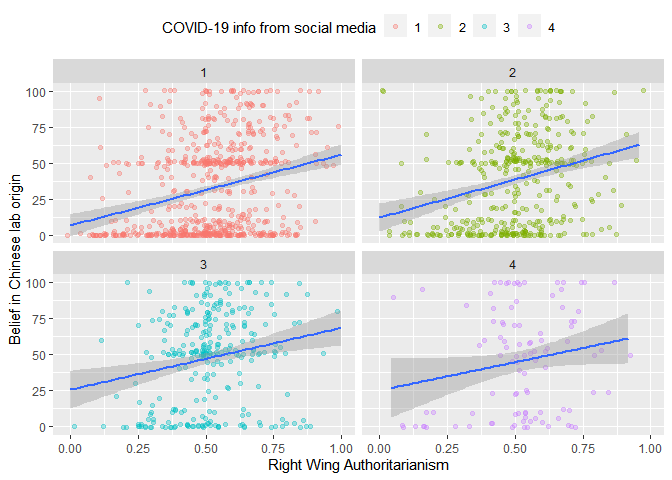 COVID-19 info from social media 1 2 3 4
1 2
100 75 50 25 0
3 4
100 75 50 25 0
Belief in Chinese lab origin
0.00 0.25 0.50 0.75 1.00 0.00 0.25 0.50 0.75 1.00
Right Wing Authoritarianism